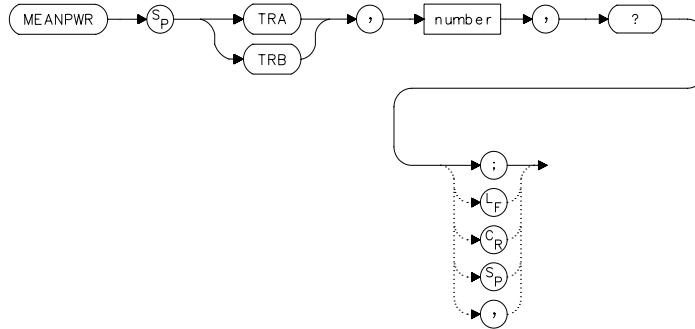 MEANPWR SP TRA , number , ?
TRB
;
LF
CR
SP
,